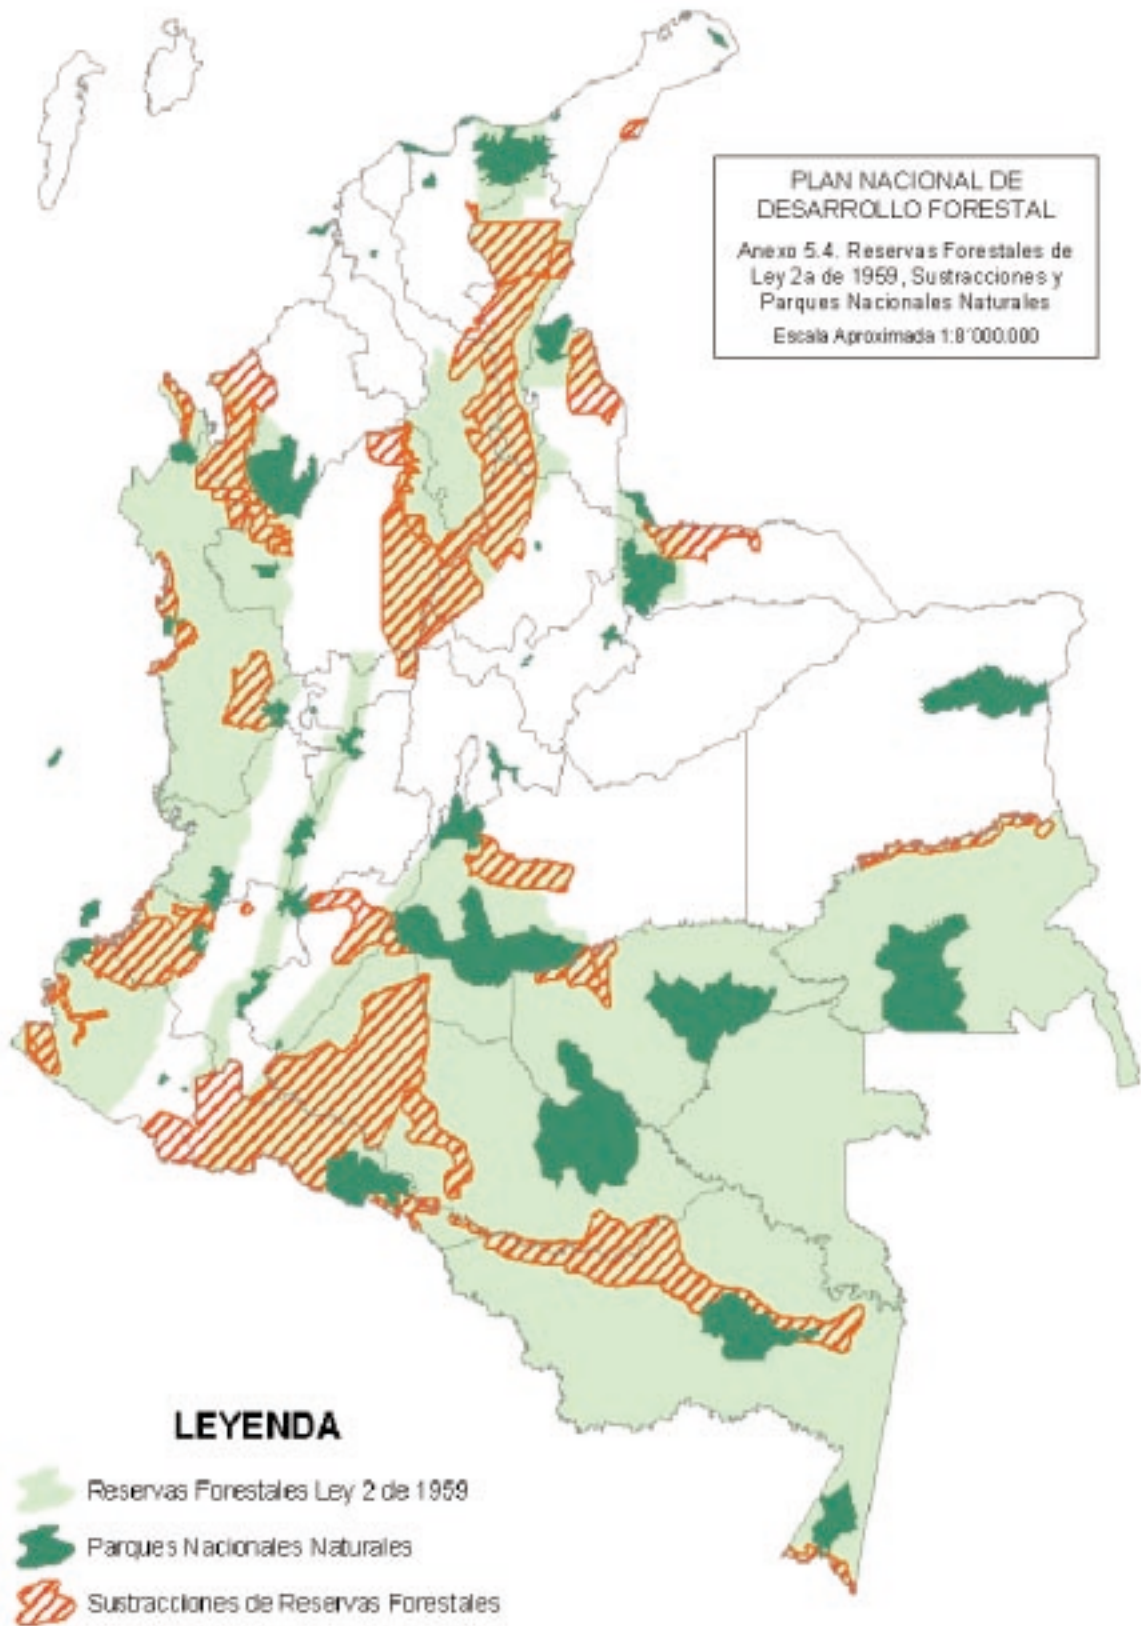 PLAN NACIONAL DE
DESARROLLO FORESTAL
Anexo 5.4. Reservas Forestales de
Ley 2a de 1959, Sustracciones y
Parques Nacionales Naturales
Escala Aproximada 1:8´000.000
LEYENDA
Reservas Forestales Ley 2 de 1959
Parques Nacionales Naturales
Sustracciones de Reservas Forestales